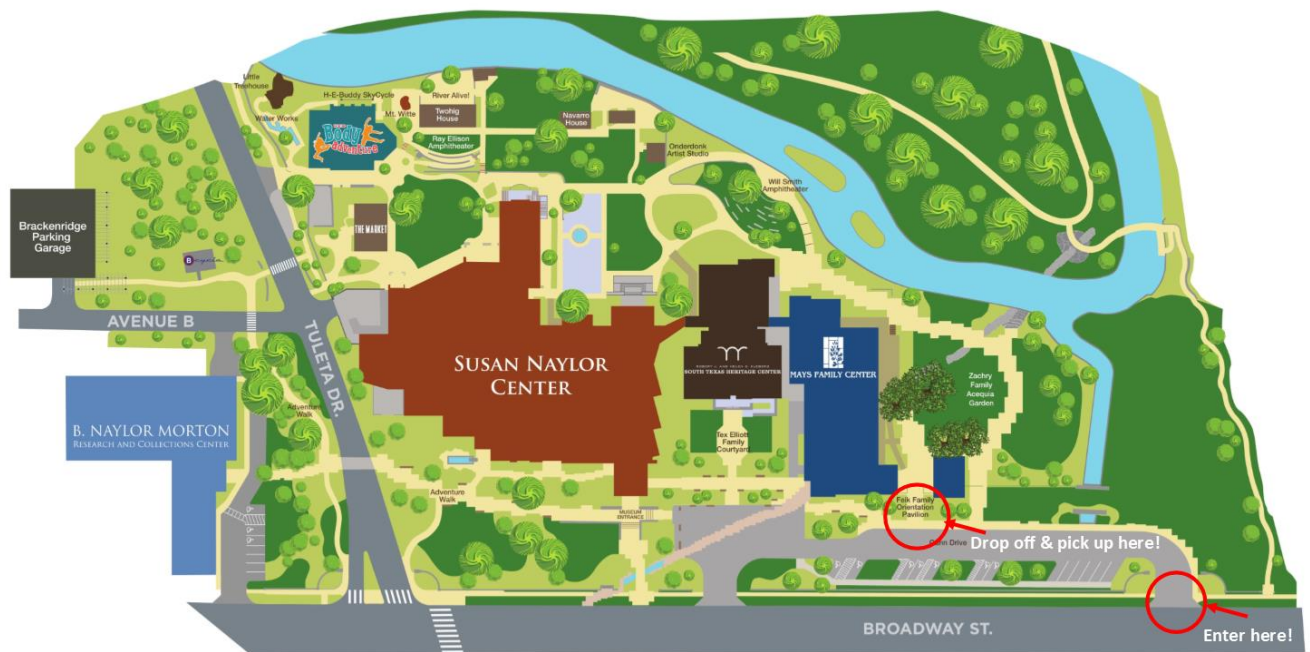 Little
Treehouse
H-E-Buddy SkyCycle
River Alive!
Water Works
Mt. Witte
Twohig
House
Body
adventure
Ray Ellison
Amphitheater
Navarro
House
Onderdonk
Artist Studio
Will Smith
Amphitheater
Brackenridge
Parking
Garage
THE MARKET
B
AVENUE B
TULETA DR.
SUSAN NAYLOR
CENTER
SOUTH TEXAS HERITAGE CENTER
MAYS FAMILY CENTER
Zachry
Family
Acequia
Garden
B. NAYLOR MORTON
RESEARCH AND COLLECTIONS CENTER
Adventure
Walk
Tex Elliott
Family
Courtyard
Adventure
Walk
MUSEUM
ENTRANCE
Falk Family
Orientation
Pavilion
Drive
Drop off & pick up here!
BROADWAY ST.
Enter here!